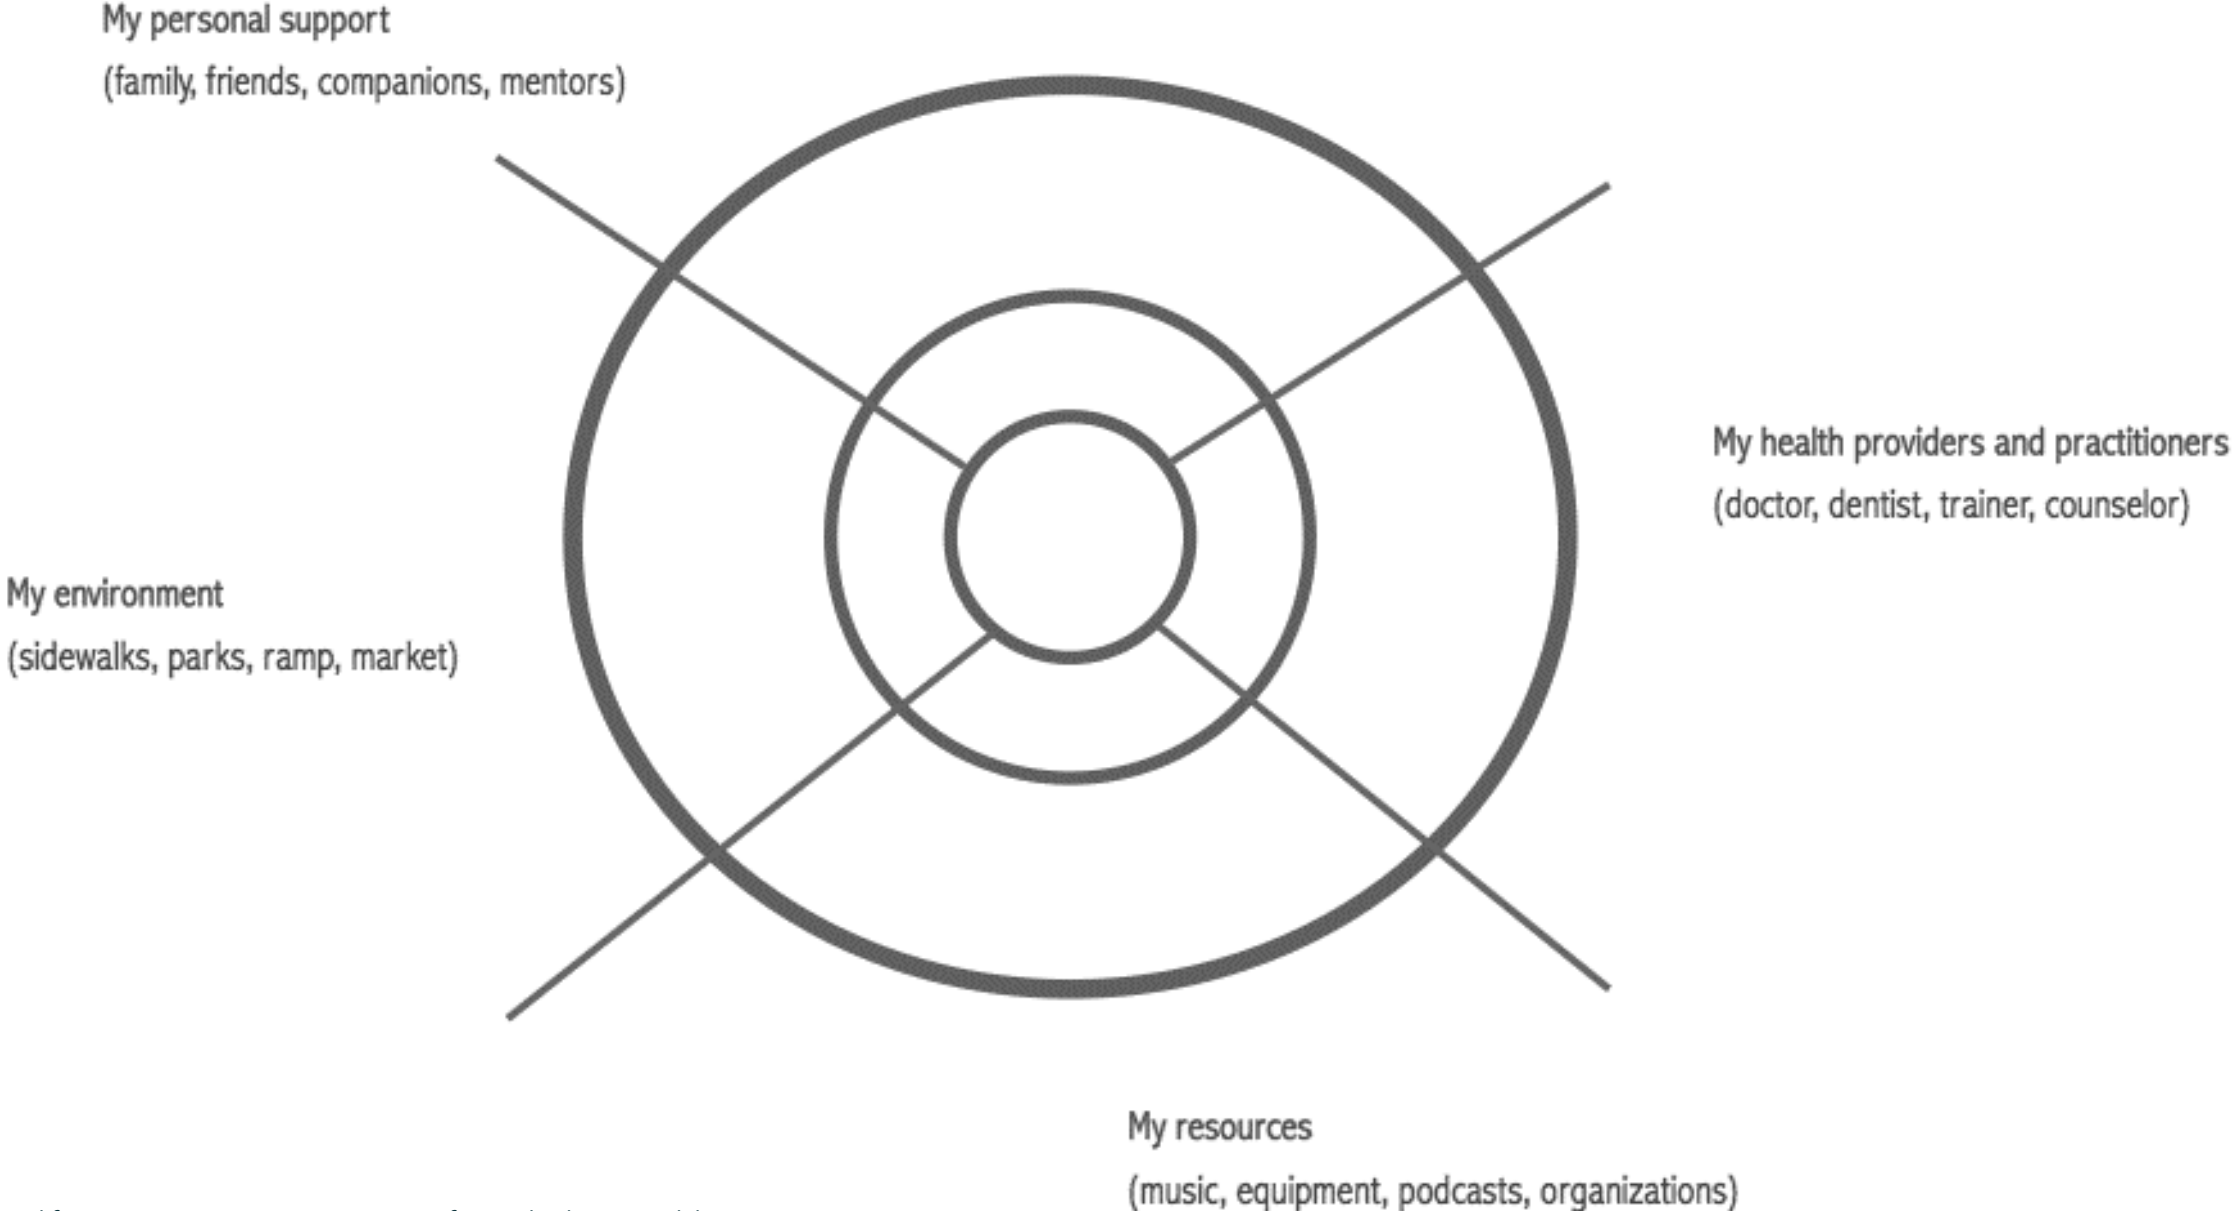 My personal support
(family, friends, companions, mentors)
My health providers and practitioners
(doctor, dentist, trainer, counselor)
My environment
(sidewalks, parks, ramp, market)
My resources
(music, equipment, podcasts, organizations)